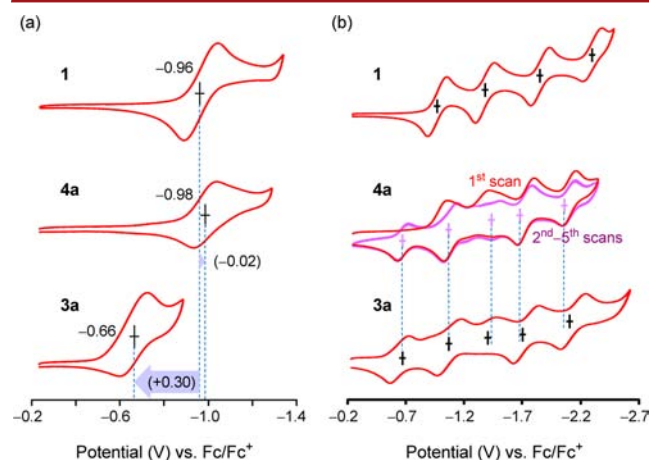 (a)
1
−0.96
4a
−0.98
(−0.02)
3a
−0.66
(+0.30)
−0.2 −0.6 −1.0 −1.4
Potential (V) vs. Fc/Fc⁺
(b)
1
4a
1ˢᵗ scan
2ⁿᵈ–5ᵗʰ scans
3a
−0.2 −0.7 −1.2 −1.7 −2.2 −2.7
Potential (V) vs. Fc/Fc⁺